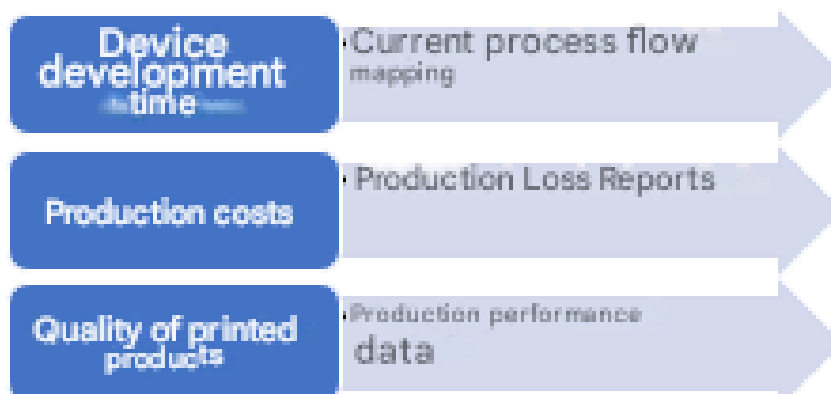 Device
development
time
• Current process flow
mapping
Production costs
• Production Loss Reports
Quality of printed
products
• Production performance
data